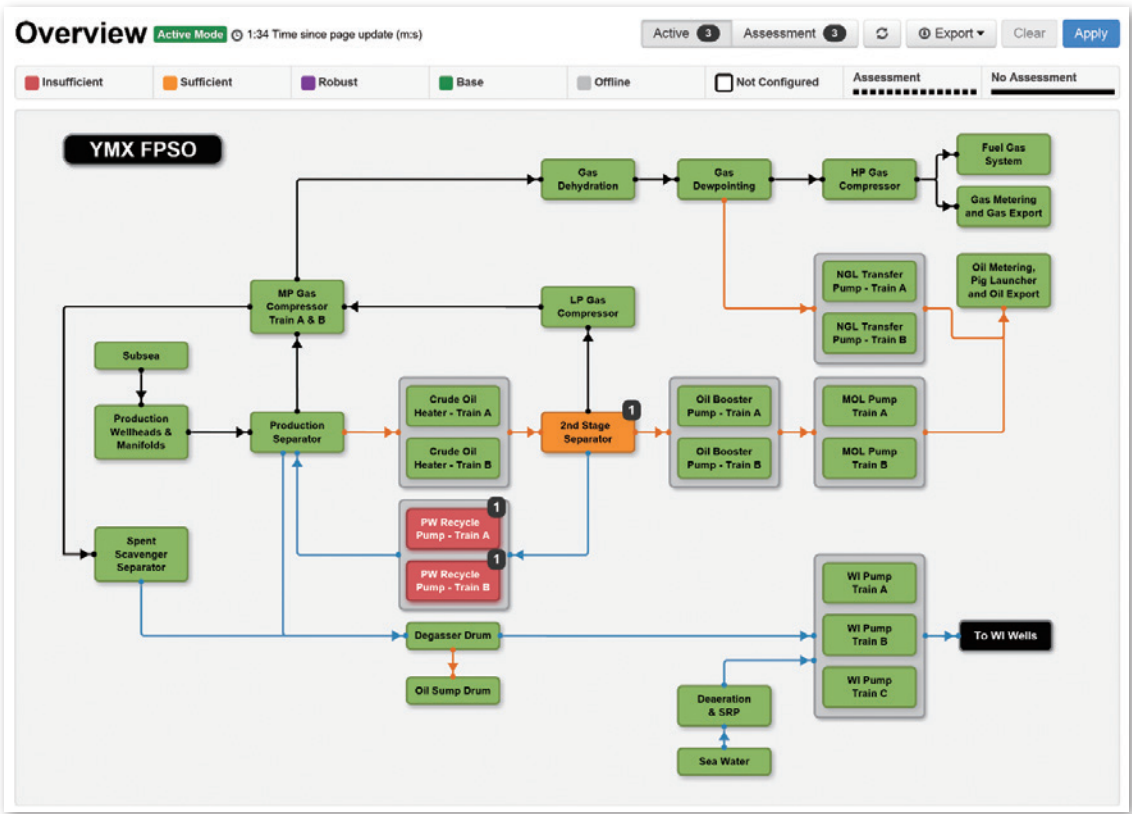 Overview Active Mode 1:34 Time since page update (m:s)
Active 3 Assessment 3 Export Clear Apply
Insufficient
Sufficient
Robust
Base
Offline
Not Configured
Assessment
No Assessment
YMX FPSO
Gas
Dehydration
Gas
Dewpointing
HP Gas
Compressor
Fuel Gas
System
Gas Metering
and Gas Export
MP Gas
Compressor
Train A & B
LP Gas
Compressor
NGL Transfer
Pump - Train A
NGL Transfer
Pump - Train B
Oil Metering,
Pig Launcher
and Oil Export
Subsea
Production
Wellheads &
Manifolds
Production
Separator
Crude Oil
Heater - Train A
Crude Oil
Heater - Train B
1
2nd Stage
Separator
Oil Booster
Pump - Train A
Oil Booster
Pump - Train B
MOL Pump
Train A
MOL Pump
Train B
Spent
Scavenger
Separator
1
PW Recycle
Pump - Train A
1
PW Recycle
Pump - Train B
WI Pump
Train A
WI Pump
Train B
WI Pump
Train C
To WI Wells
Degasser Drum
Oil Sump Drum
Deaeration
& SRP
Sea Water